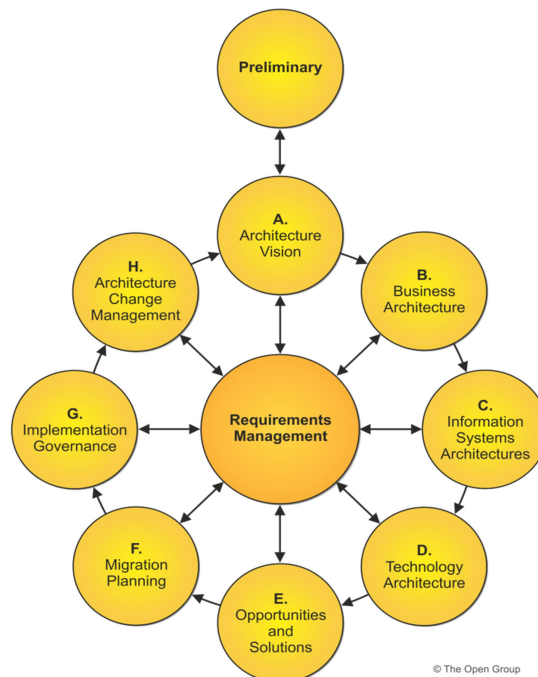 Preliminary
A.
Architecture
Vision
B.
Business
Architecture
C.
Information
Systems
Architectures
D.
Technology
Architecture
E.
Opportunities
and
Solutions
F.
Migration
Planning
G.
Implementation
Governance
H.
Architecture
Change
Management
Requirements
Management
© The Open Group